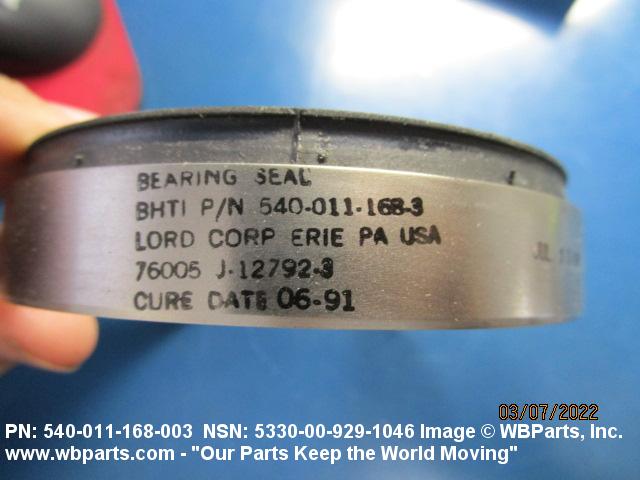 BEARING SEAL
BHTI P/N 540-011-168-3
LORD CORP ERIE PA USA
76005 J-12792-3
CURE DATE 06-91
JUL
03/07/2022
PN: 540-011-168-003 NSN: 5330-00-929-1046 Image © WBParts, Inc.
www.wbparts.com - "Our Parts Keep the World Moving"